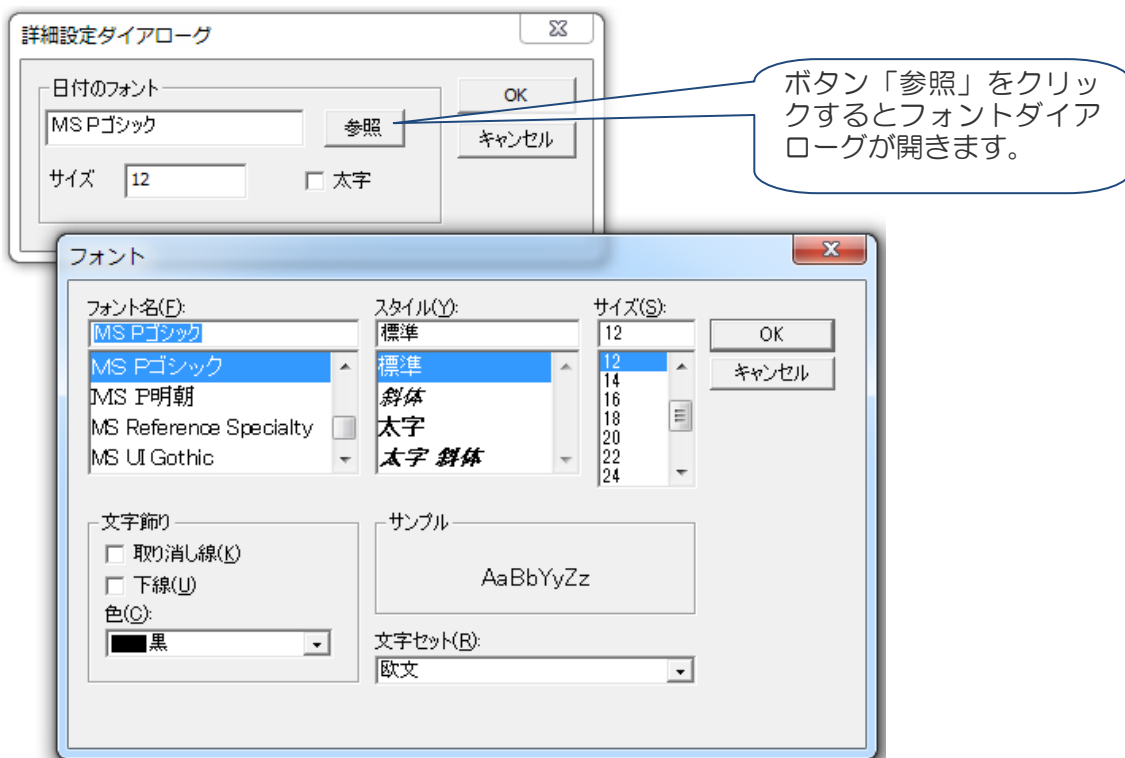 詳細設定ダイアローグ
日付のフォント
MS Pゴシック
参照
OK
キャンセル
サイズ
12
太字
ボタン「参照」をクリッ
クするとフォントダイア
ローグが開きます。
フォント
フォント名(F):
MS Pゴシック
MS Pゴシック
MS P明朝
MS Reference Specialty
MS UI Gothic
スタイル(Y):
標準
標準
斜体
太字
太字 斜体
サイズ(S):
12
12
14
16
18
20
22
24
OK
キャンセル
文字飾り
取り消し線(K)
下線(U)
色(C):
黒
サンプル
AaBbYyZz
文字セット(R):
欧文